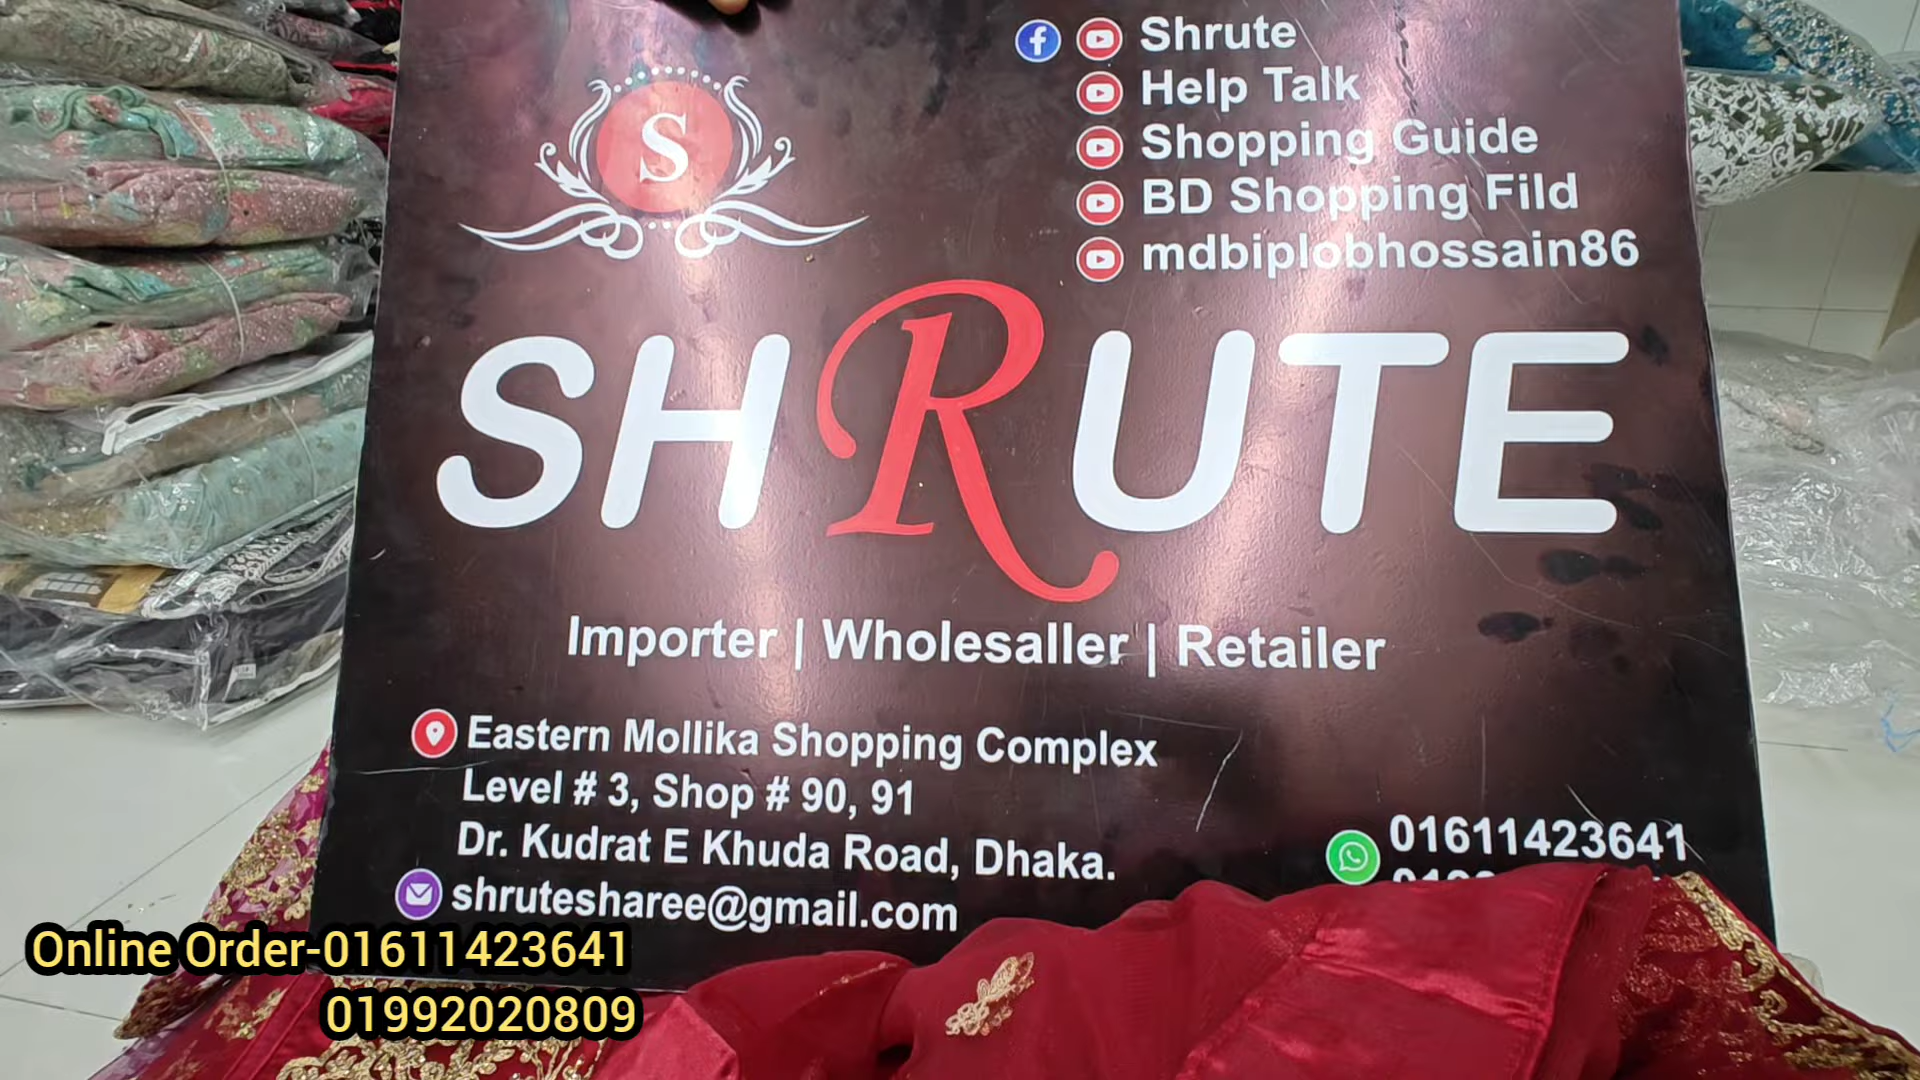 Shrute
Help Talk
Shopping Guide
BD Shopping Fild
mdbiplobhossain86
S
SHRUTE
Importer | Wholesaller | Retailer
Eastern Mollika Shopping Complex
Level # 3, Shop # 90, 91
Dr. Kudrat E Khuda Road, Dhaka.
shrutesharee@gmail.com
01611423641
Online Order-01611423641
01992020809